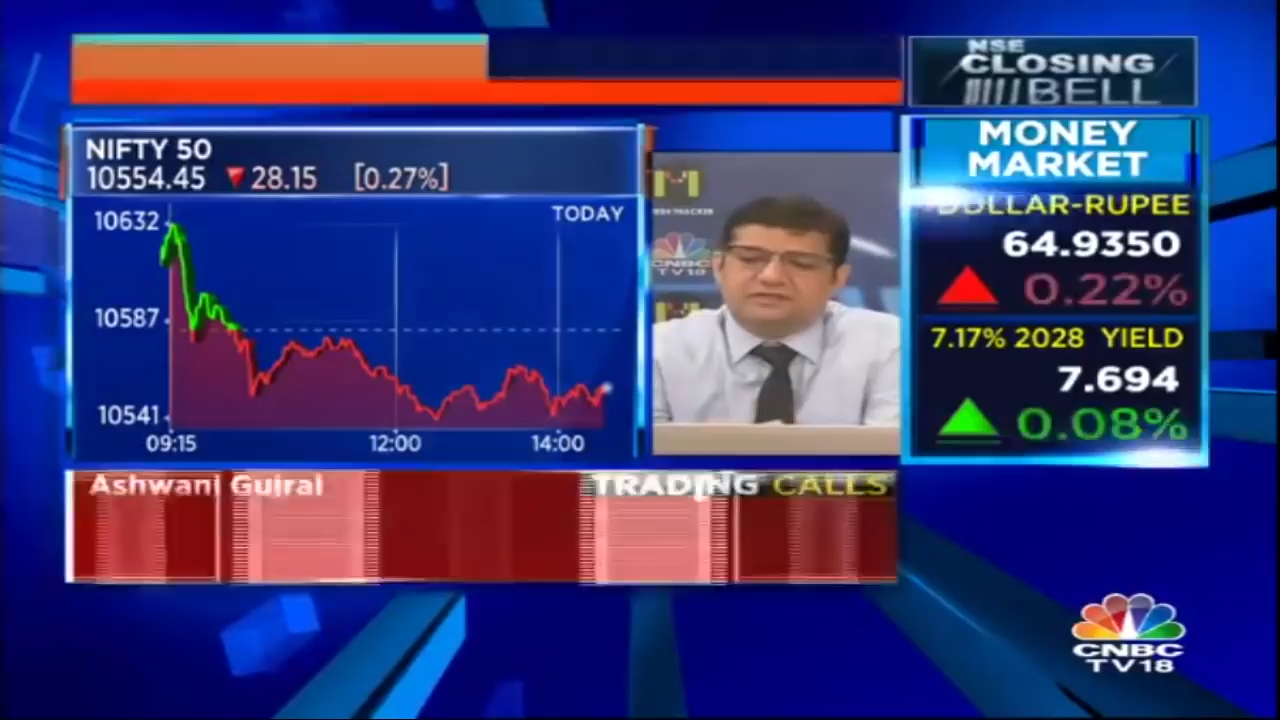 NSE
CLOSING
BELL
NIFTY 50
10554.45 ▼ 28.15 [0.27%]
TODAY
10632
10587
10541
09:15 12:00 14:00
CNBC
TV18
MONEY
MARKET
DOLLAR-RUPEE
64.9350
▲ 0.22%
7.17% 2028 YIELD
7.694
▲ 0.08%
Ashwani Gujral TRADING CALLS
CNBC
TV18